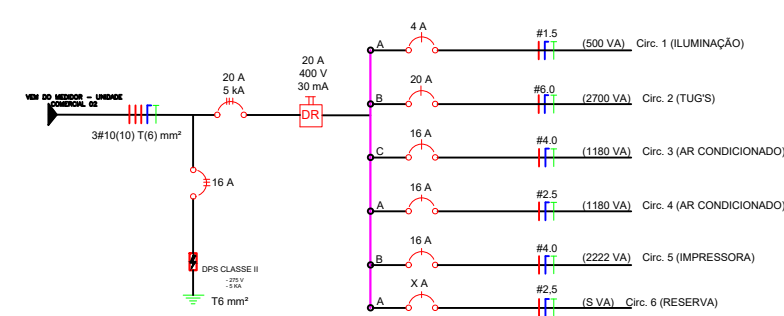 VEM DO MEDIDOR – UNIDADE
COMERCIAL 02
3#10(10) T(6) mm²
20 A
5 kA
20 A
400 V
30 mA
DR
16 A
DPS CLASSE II
- 275 V
- 5 KA
T6 mm²
A
4 A
#1.5
(500 VA) Circ. 1 (ILUMINAÇÃO)
B
20 A
#6.0
(2700 VA) Circ. 2 (TUG'S)
C
16 A
#4.0
(1180 VA) Circ. 3 (AR CONDICIONADO)
A
16 A
#2.5
(1180 VA) Circ. 4 (AR CONDICIONADO)
B
16 A
#4.0
(2222 VA) Circ. 5 (IMPRESSORA)
A
X A
#2,5
(S VA) Circ. 6 (RESERVA)